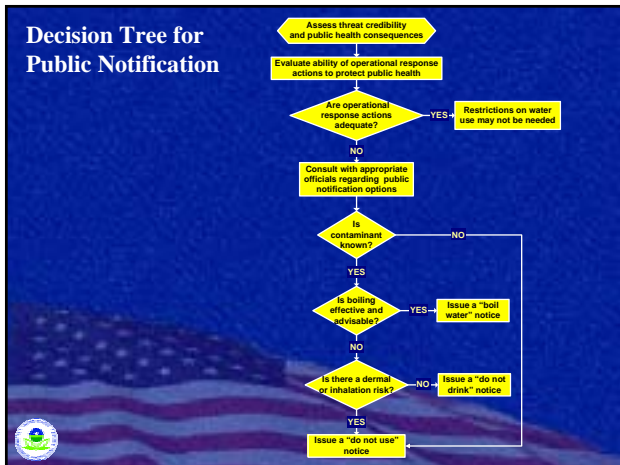 Decision Tree for
Public Notification
Assess threat credibility
and public health consequences
Evaluate ability of operational response
actions to protect public health
Are operational
response actions
adequate?
YES
Restrictions on water
use may not be needed
NO
Consult with appropriate
officials regarding public
notification options
Is
contaminant
known?
NO
YES
Is boiling
effective and
advisable?
YES
Issue a “boil
water” notice
NO
Is there a dermal
or inhalation risk?
NO
Issue a “do not
drink” notice
YES
Issue a “do not use”
notice